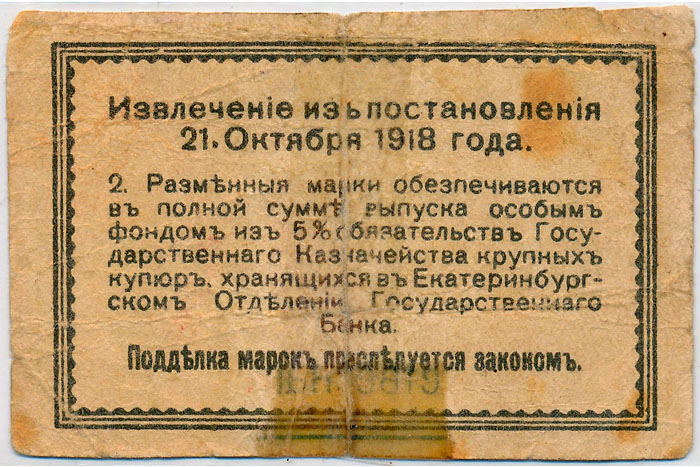 Извлеченіе изъ постановленія
21. Октября 1918 года.
2. Размѣнныя марки обезпечиваются
въ полной суммѣ выпуска особымъ
фондомъ изъ 5% обязательствъ Госу-
дарственнаго Казначейства крупныхъ
купюръ, хранящихся въ Екатеринбург-
скомъ Отдѣленіи Государственнаго
Банка.
Поддѣлка марокъ преслѣдуется закономъ.